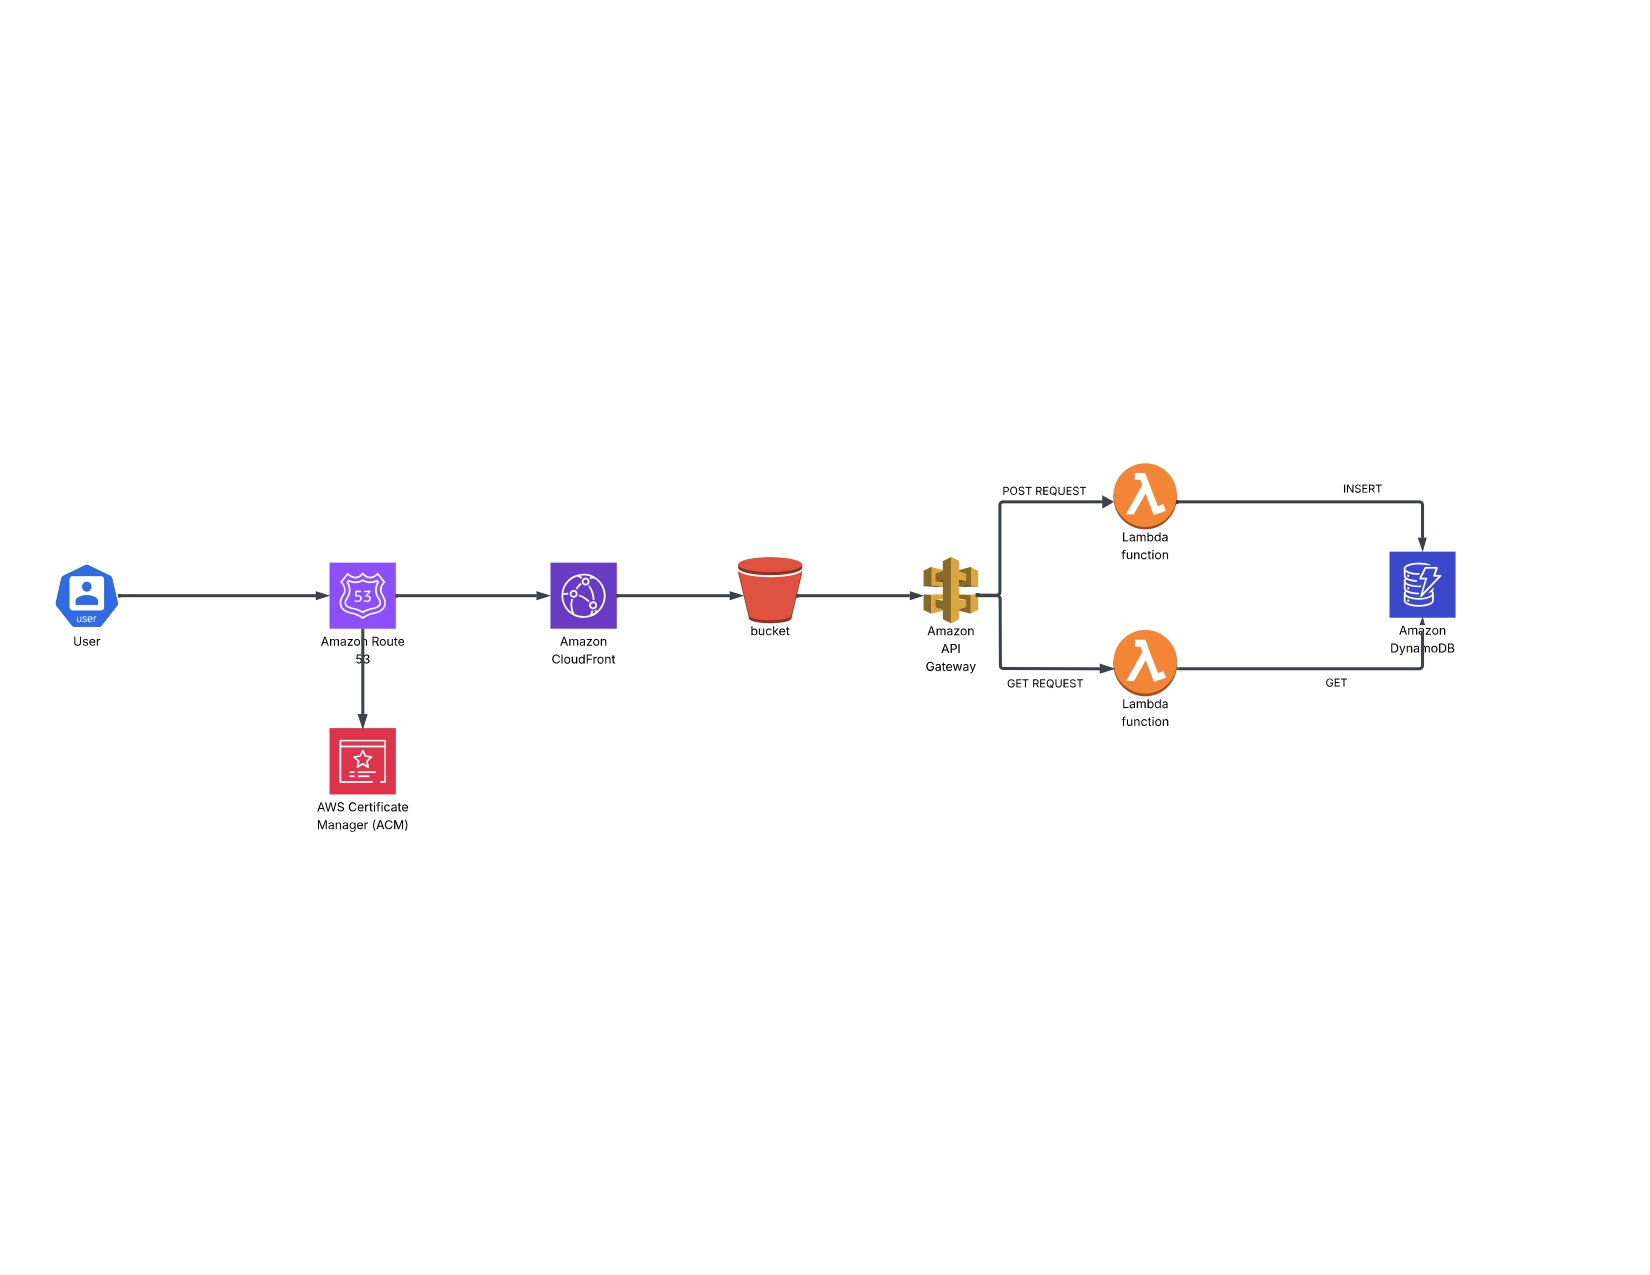 user
User
53
Amazon Route
53
AWS Certificate
Manager (ACM)
Amazon
CloudFront
bucket
Amazon
API
Gateway
POST REQUEST
GET REQUEST
Lambda
function
Lambda
function
INSERT
GET
Amazon
DynamoDB